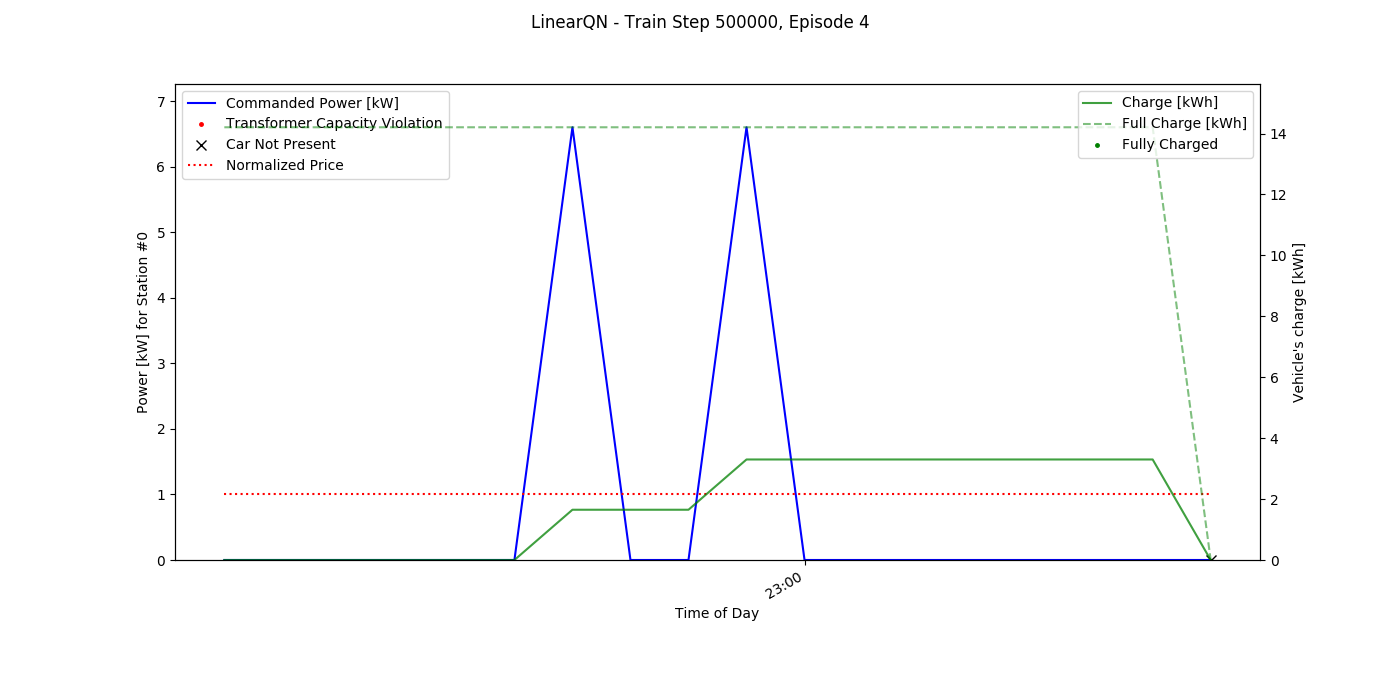 LinearQN - Train Step 500000, Episode 4
Commanded Power [kW]
Transformer Capacity Violation
Car Not Present
Normalized Price
Charge [kWh]
Full Charge [kWh]
Fully Charged
7
6
5
4
3
2
1
0
Power [kW] for Station #0
14
12
10
8
6
4
2
0
Vehicle's charge [kWh]
23:00
Time of Day